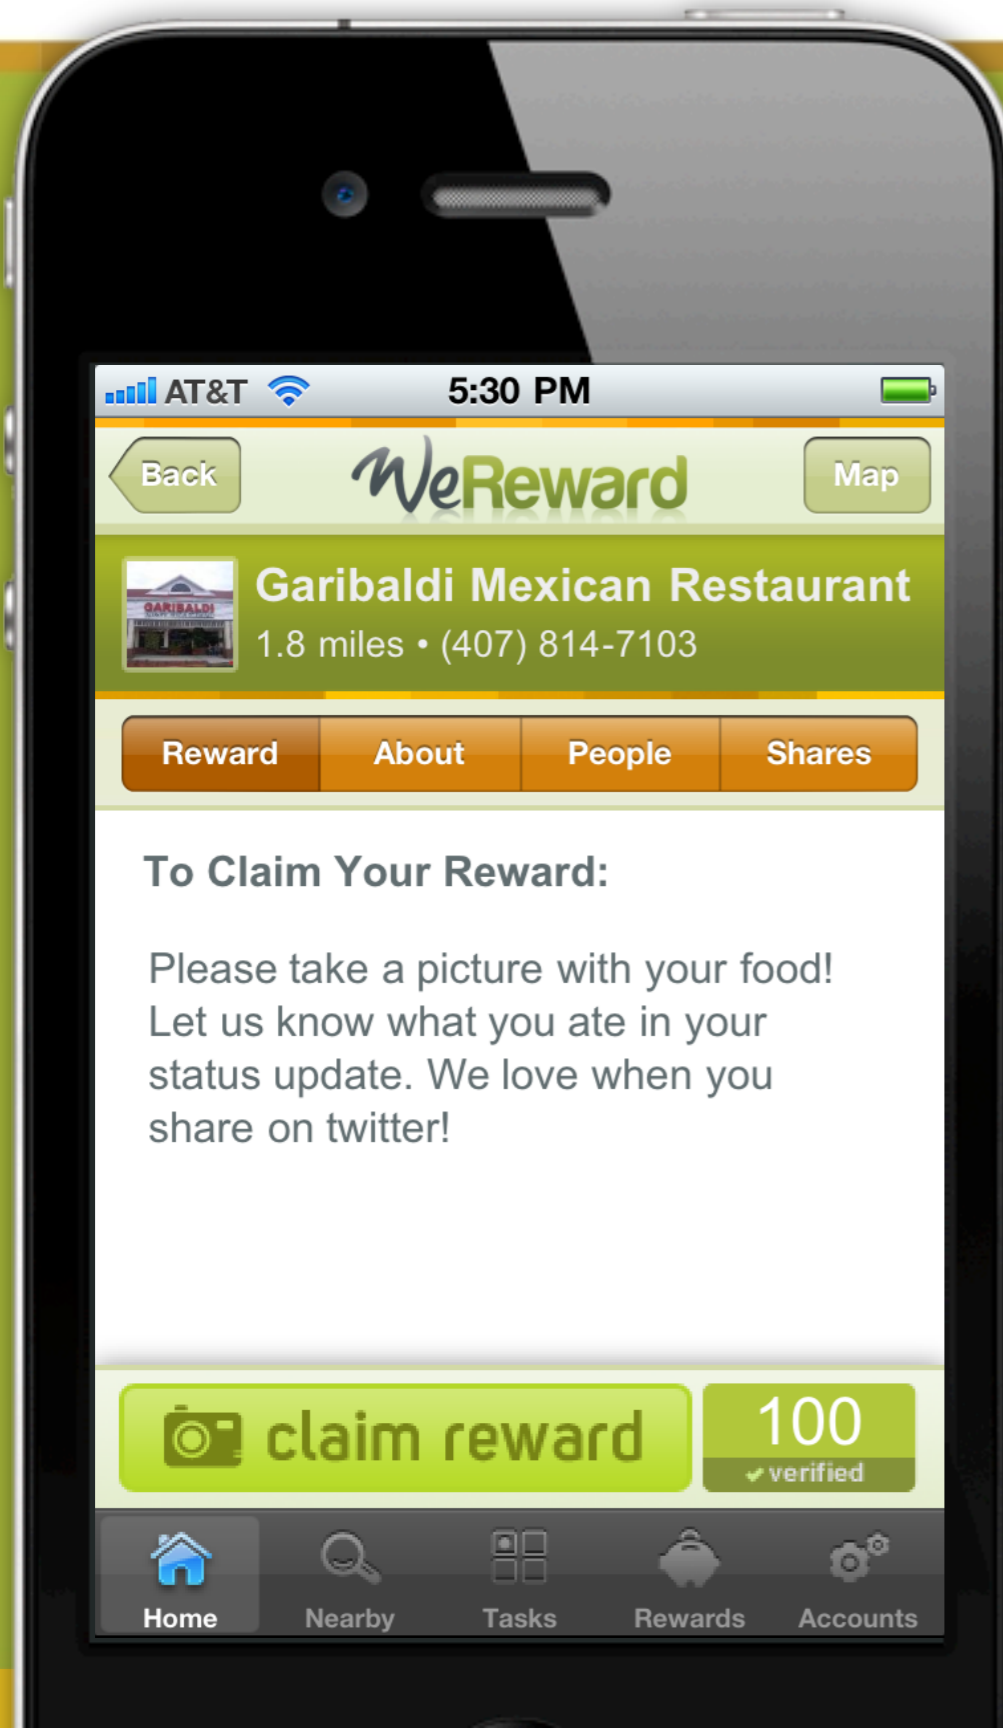 AT&T 5:30 PM
Back WeReward Map
GARIBALDI
Garibaldi Mexican Restaurant
1.8 miles • (407) 814-7103
Reward About People Shares
To Claim Your Reward:
Please take a picture with your food!
Let us know what you ate in your
status update. We love when you
share on twitter!
claim reward
100
verified
Home Nearby Tasks Rewards Accounts